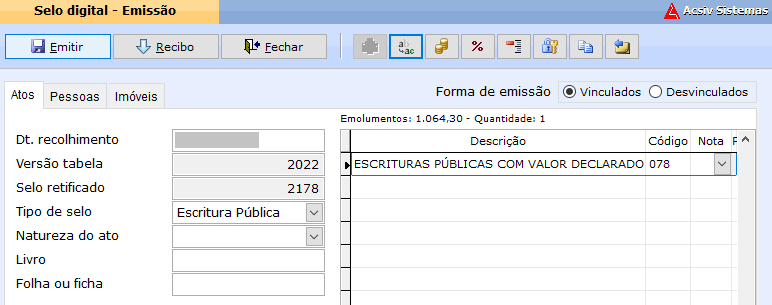 Selo digital - Emissão
Acsiv Sistemas
Emitir Recibo Fechar
ab ac %
Atos Pessoas Imóveis
Forma de emissão Vinculados Desvinculados
Emolumentos: 1.064,30 - Quantidade: 1
Descrição Código Nota
ESCRITURAS PÚBLICAS COM VALOR DECLARADO 078
Dt. recolhimento
Versão tabela 2022
Selo retificado 2178
Tipo de selo Escritura Pública
Natureza do ato
Livro
Folha ou ficha